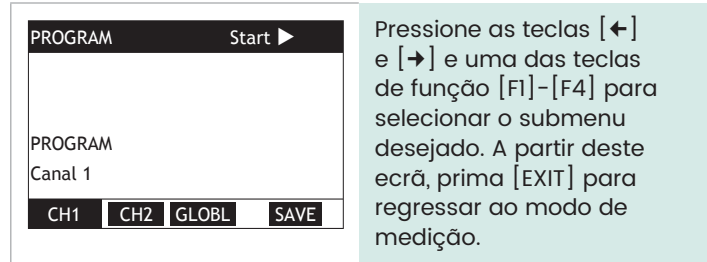 PROGRAM Start ▶
PROGRAM
Canal 1
CH1 CH2 GLOBL SAVE
Pressione as teclas [←]
e [→] e uma das teclas
de função [F1]-[F4] para
selecionar o submenu
desejado. A partir deste
ecrã, prima [EXIT] para
regressar ao modo de
medição.